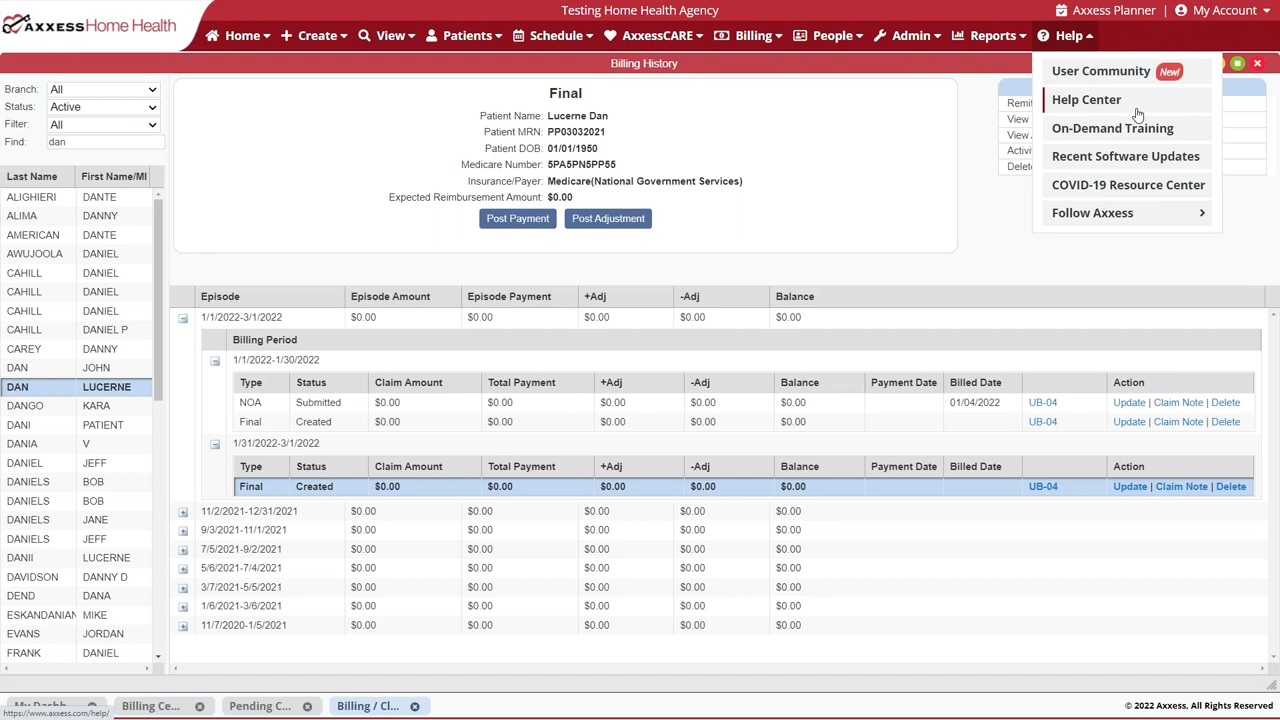 AXXESS Home Health
Testing Home Health Agency
Axxess Planner | My Account
Home Create View Patients Schedule AxxessCARE Billing People Admin Reports Help
Billing History
User Community New!
Help Center
On-Demand Training
Recent Software Updates
COVID-19 Resource Center
Follow Axxess
Branch: All
Status: Active
Filter: All
Find: dan
Last Name First Name/MI
ALIGHIERI DANTE
ALIMA DANNY
AMERICAN DANTE
AWUJOOLA DANIEL
CAHILL DANIEL
CAHILL DANIEL
CAHILL DANIEL
CAHILL DANIEL P
CAREY DANNY
DAN JOHN
DAN LUCERNE
DANGO KARA
DANI PATIENT
DANIA V
DANIEL JEFF
DANIELS BOB
DANIELS BOB
DANIELS JANE
DANIELS JEFF
DANII LUCERNE
DAVIDSON DANNY D
DEND DANA
ESKANDANIAN MIKE
EVANS JORDAN
FRANK DANIEL
Final
Patient Name: Lucerne Dan
Patient MRN: PP03032021
Patient DOB: 01/01/1950
Medicare Number: 5PA5PN5PP55
Insurance/Payer: Medicare(National Government Services)
Expected Reimbursement Amount: $0.00
Post Payment Post Adjustment
Remit
View
View
Activi
Delet
Episode Episode Amount Episode Payment +Adj -Adj Balance
1/1/2022-3/1/2022 $0.00 $0.00 $0.00 $0.00 $0.00
Billing Period
1/1/2022-1/30/2022
Type Status Claim Amount Total Payment +Adj -Adj Balance Payment Date Billed Date Action
NOA Submitted $0.00 $0.00 $0.00 $0.00 $0.00 01/04/2022 UB-04 Update | Claim Note | Delete
Final Created $0.00 $0.00 $0.00 $0.00 $0.00 UB-04 Update | Claim Note | Delete
1/31/2022-3/1/2022
Type Status Claim Amount Total Payment +Adj -Adj Balance Payment Date Billed Date Action
Final Created $0.00 $0.00 $0.00 $0.00 $0.00 UB-04 Update | Claim Note | Delete
11/2/2021-12/31/2021 $0.00 $0.00 $0.00 $0.00 $0.00
9/3/2021-11/1/2021 $0.00 $0.00 $0.00 $0.00 $0.00
7/5/2021-9/2/2021 $0.00 $0.00 $0.00 $0.00 $0.00
5/6/2021-7/4/2021 $0.00 $0.00 $0.00 $0.00 $0.00
3/7/2021-5/5/2021 $0.00 $0.00 $0.00 $0.00 $0.00
1/6/2021-3/6/2021 $0.00 $0.00 $0.00 $0.00 $0.00
11/7/2020-1/5/2021 $0.00 $0.00 $0.00 $0.00 $0.00
My Dashb... Billing Ce... Pending C... Billing / Cl...
© 2022 Axxess, All Rights Reserved
https://www.axxess.com/help/